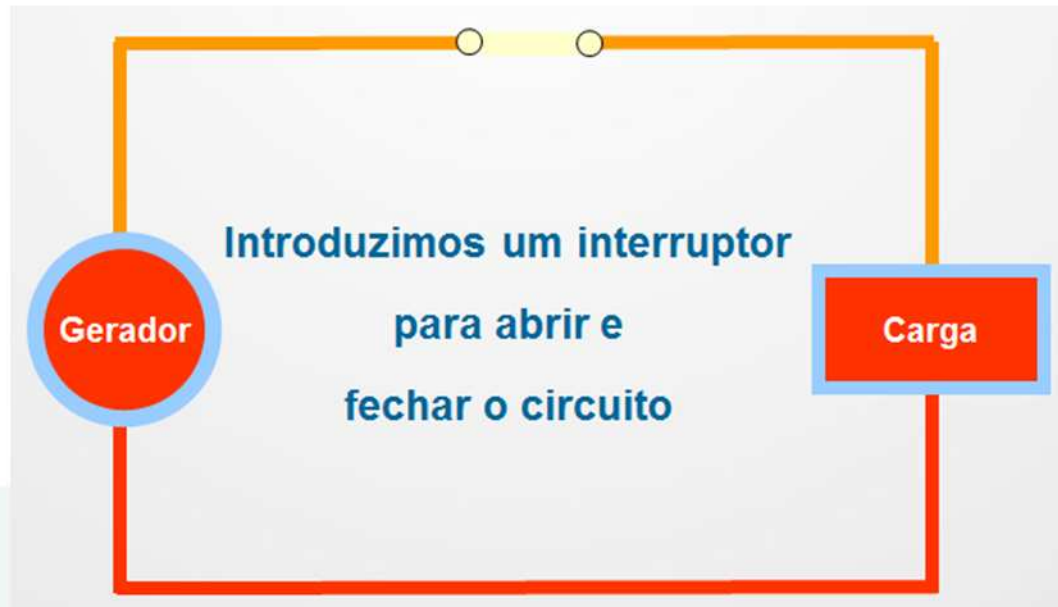 Introduzimos um interruptor
Gerador
para abrir e
Carga
fechar o circuito